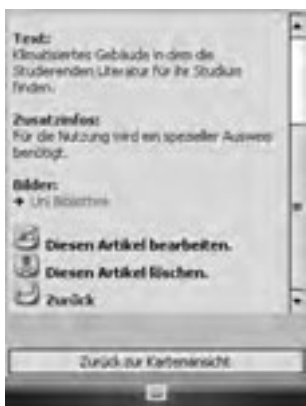 Text:
Klimatisiertes Gebäude in dem die
Studierenden Literatur für ihr Studium
finden.
Zusatzinfos:
Für die Nutzung wird ein spezieller Ausweis
benötigt.
Bilder:
Uni Bibliothek
Diesen Artikel bearbeiten.
Diesen Artikel löschen.
Zurück
Zurück zur Kartenansicht